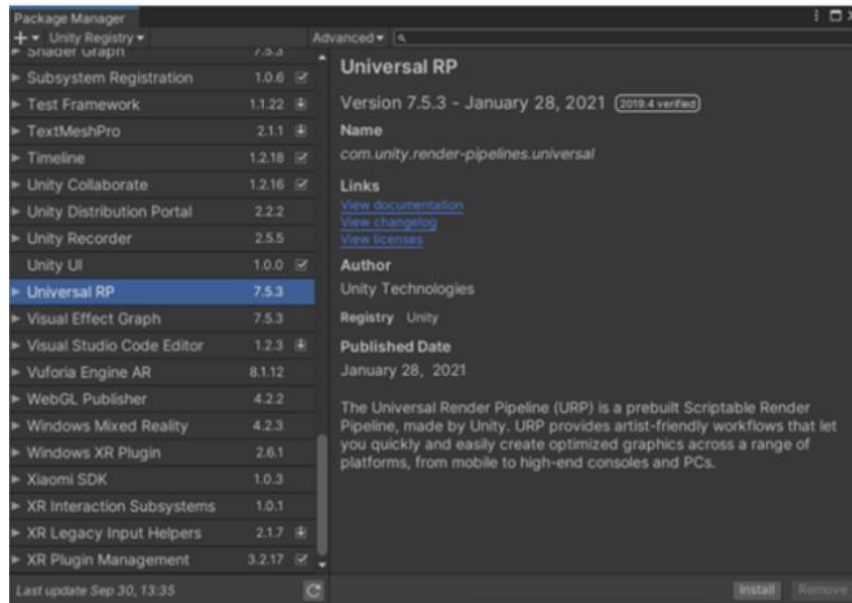 Package Manager
+ Unity Registry
Advanced
Shader Graph 7.5.3
Subsystem Registration 1.0.6
Test Framework 1.1.22
TextMeshPro 2.1.1
Timeline 1.2.18
Unity Collaborate 1.2.16
Unity Distribution Portal 2.2.2
Unity Recorder 2.5.5
Unity UI 1.0.0
Universal RP 7.5.3
Visual Effect Graph 7.5.3
Visual Studio Code Editor 1.2.3
Vuforia Engine AR 8.1.12
WebGL Publisher 4.2.2
Windows Mixed Reality 4.2.3
Windows XR Plugin 2.6.1
Xiaomi SDK 1.0.3
XR Interaction Subsystems 1.0.1
XR Legacy Input Helpers 2.1.7
XR Plugin Management 3.2.17
Last update Sep 30, 13:35
Universal RP
Version 7.5.3 - January 28, 2021 2019.4 verified
Name
com.unity.render-pipelines.universal
Links
View documentation
View changelog
View licenses
Author
Unity Technologies
Registry Unity
Published Date
January 28, 2021
The Universal Render Pipeline (URP) is a prebuilt Scriptable Render
Pipeline, made by Unity. URP provides artist-friendly workflows that let
you quickly and easily create optimized graphics across a range of
platforms, from mobile to high-end consoles and PCs.
Install Remove